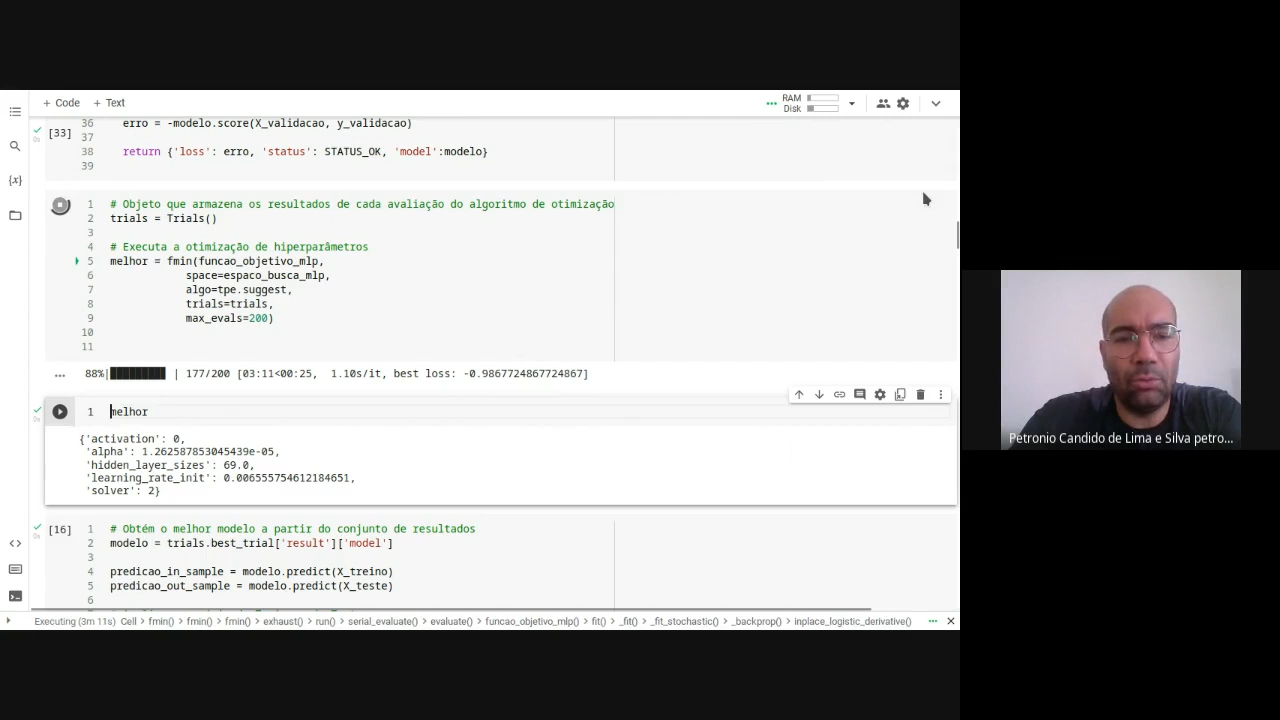 + Code + Text
RAM
Disk
[33]
36 erro = -modelo.score(X_validacao, y_validacao)
37
38 return {'loss': erro, 'status': STATUS_OK, 'model':modelo}
39
1 # Objeto que armazena os resultados de cada avaliação do algoritmo de otimização
2 trials = Trials()
3
4 # Executa a otimização de hiperparâmetros
5 melhor = fmin(funcao_objetivo_mlp,
6 space=espaco_busca_mlp,
7 algo=tpe.suggest,
8 trials=trials,
9 max_evals=200)
10
11
88%| | 177/200 [03:11<00:25, 1.10s/it, best loss: -0.9867724867724867]
1 melhor
{'activation': 0,
'alpha': 1.262587853045439e-05,
'hidden_layer_sizes': 69.0,
'learning_rate_init': 0.006555754612184651,
'solver': 2}
[16] 1 # Obtém o melhor modelo a partir do conjunto de resultados
2 modelo = trials.best_trial['result']['model']
3
4 predicao_in_sample = modelo.predict(X_treino)
5 predicao_out_sample = modelo.predict(X_teste)
6
Executing (3m 11s) Cell > fmin() > fmin() > fmin() > exhaust() > run() > serial_evaluate() > evaluate() > funcao_objetivo_mlp() > fit() > _fit() > _fit_stochastic() > _backprop() > inplace_logistic_derivative()
Petronio Candido de Lima e Silva petro...